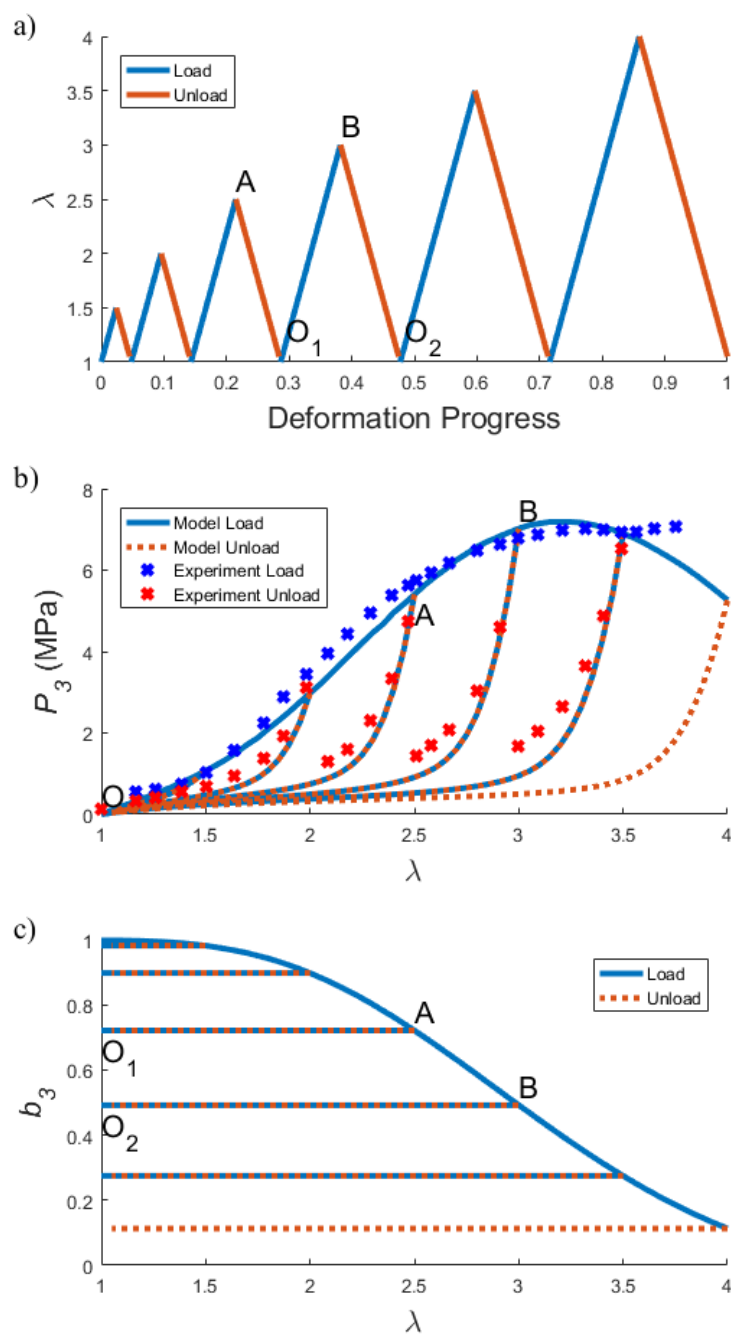 a)
4
3.5
3
2.5
2
1.5
1
λ
Load
Unload
A
B
O₁
O₂
0 0.1 0.2 0.3 0.4 0.5 0.6 0.7 0.8 0.9 1
Deformation Progress
b)
8
6
4
2
0
P₃ (MPa)
Model Load
Model Unload
Experiment Load
Experiment Unload
B
A
O
1 1.5 2 2.5 3 3.5 4
λ
c)
1
0.8
0.6
0.4
0.2
0
b₃
Load
Unload
A
O₁
B
O₂
1 1.5 2 2.5 3 3.5 4
λ